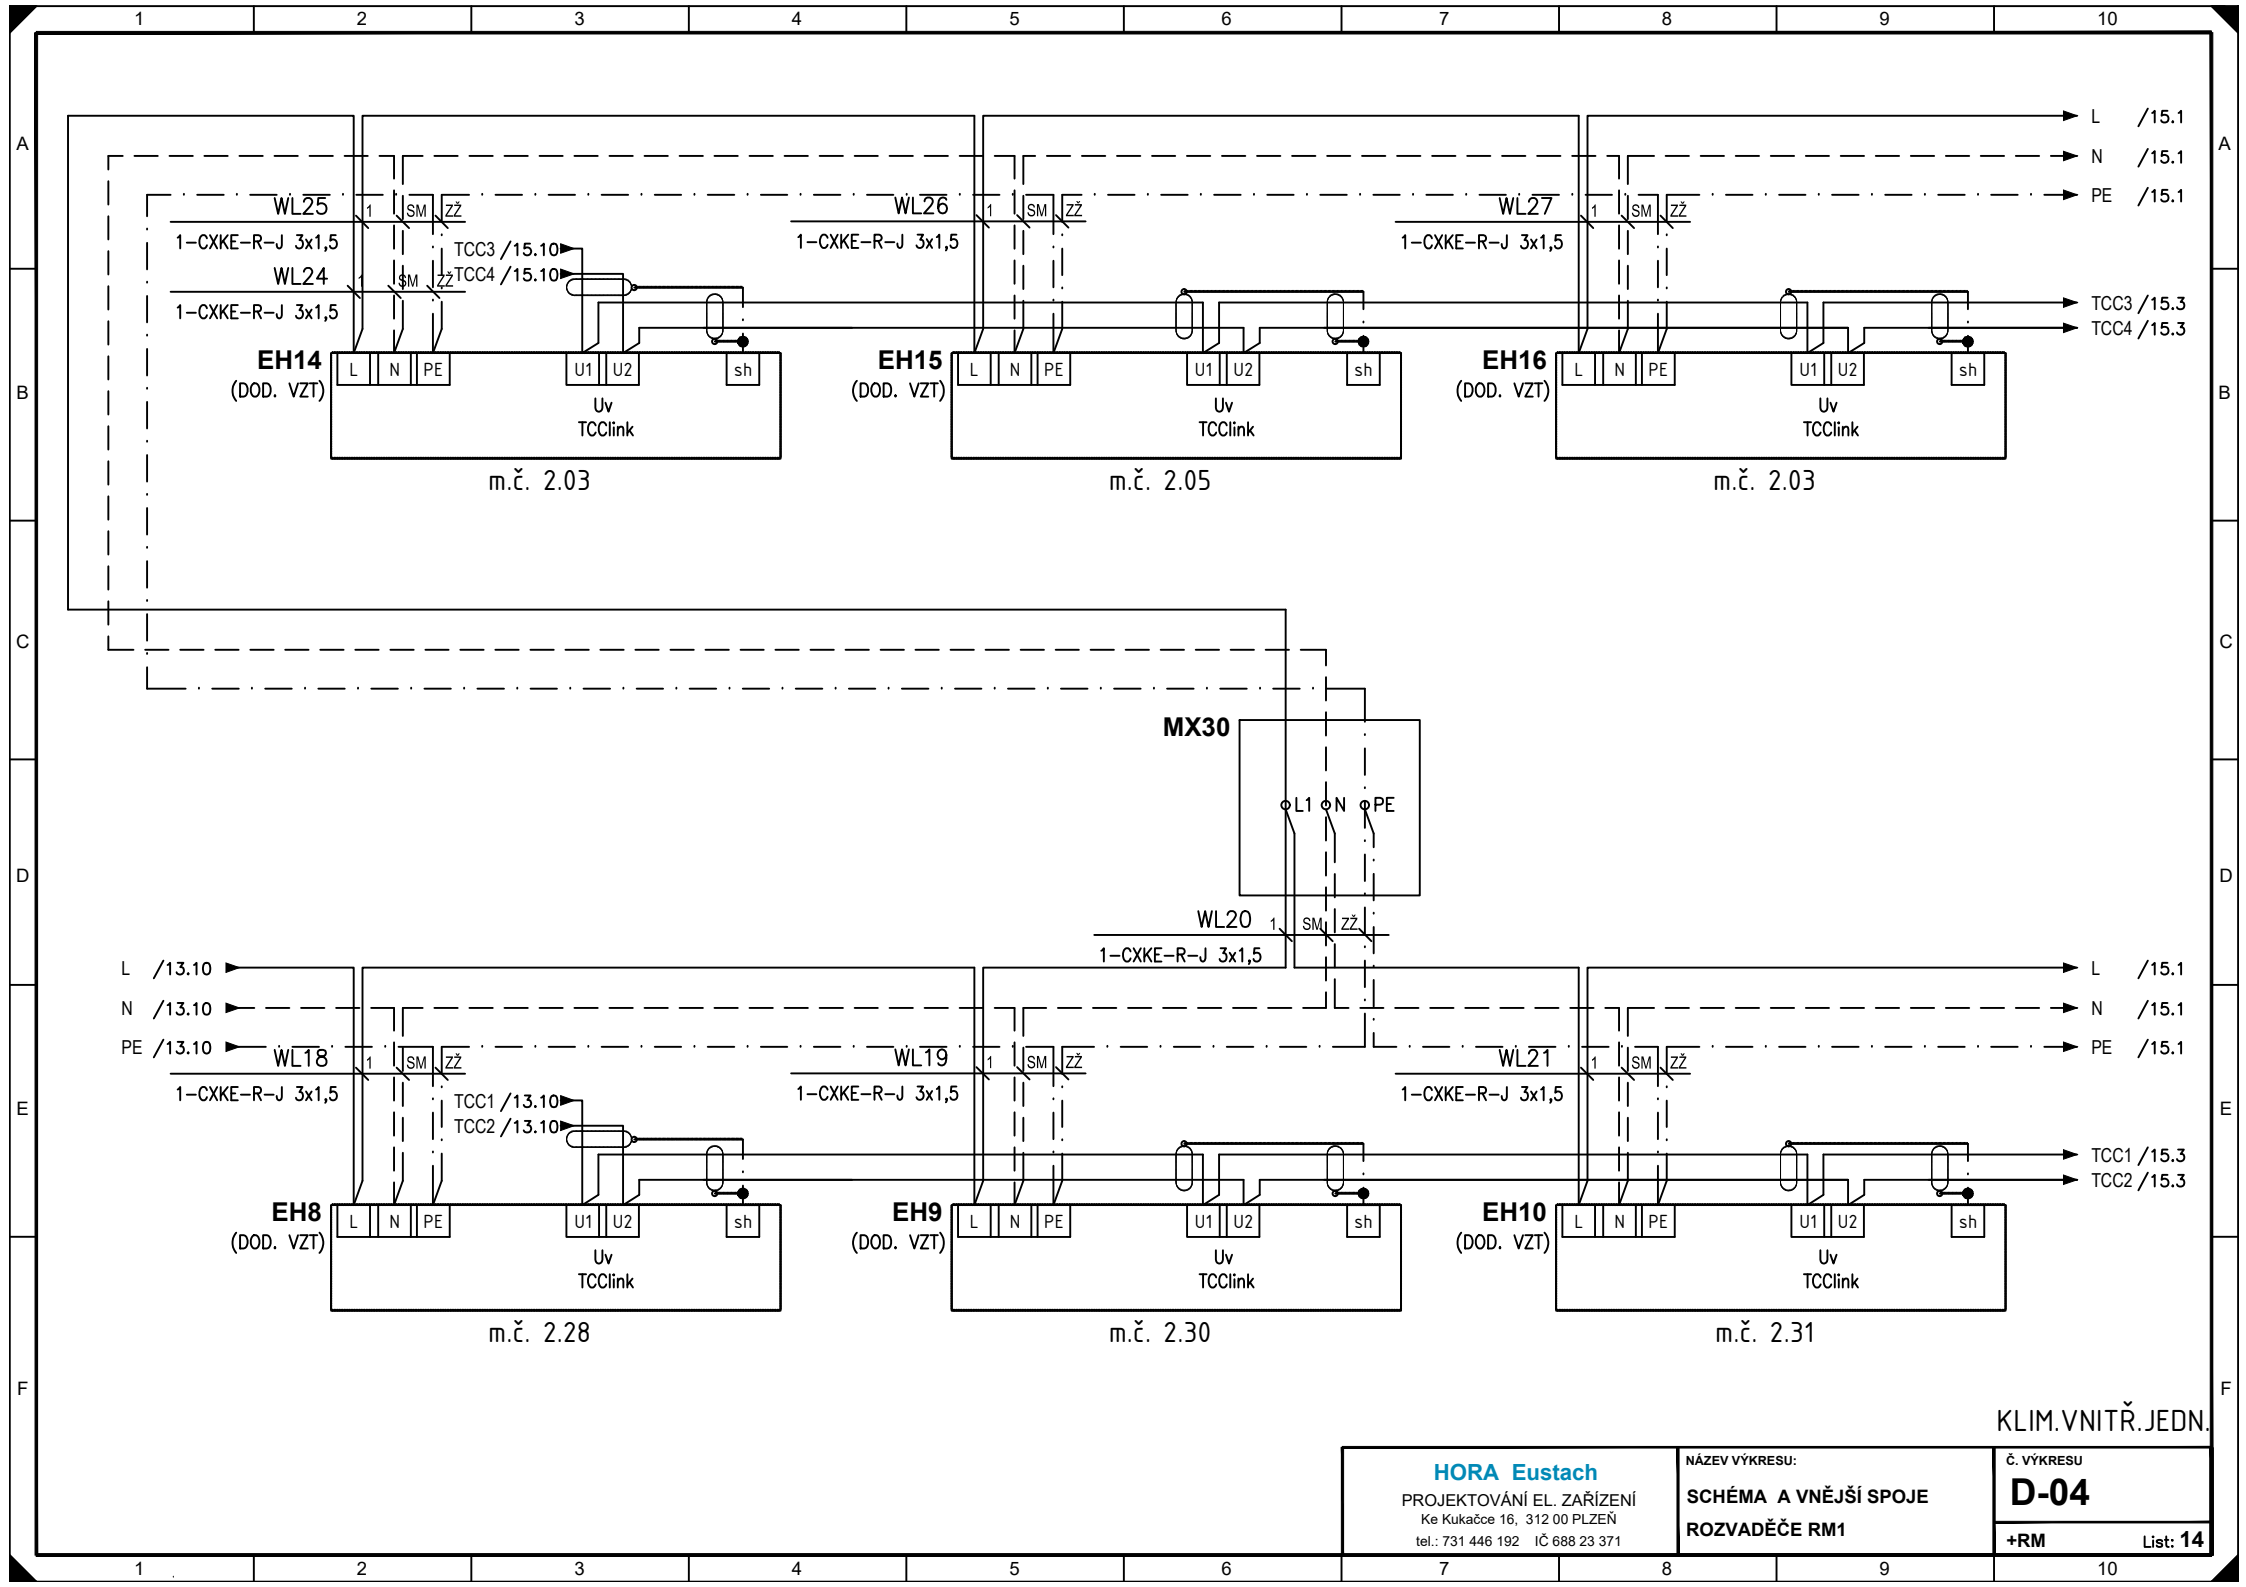 1 2 3 4 5 6 7 8 9 10
A A
L /15.1
N /15.1
PE /15.1
WL25 1 SM ZŽ
1-CXKE-R-J 3x1,5
WL26 1 SM ZŽ
1-CXKE-R-J 3x1,5
WL27 1 SM ZŽ
1-CXKE-R-J 3x1,5
TCC3 /15.10
TCC4 /15.10
WL24 1 SM ZŽ
1-CXKE-R-J 3x1,5
TCC3 /15.3
TCC4 /15.3
B B
EH14
(DOD. VZT)
L N PE U1 U2 sh
Uv
TCClink
m.č. 2.03
EH15
(DOD. VZT)
L N PE U1 U2 sh
Uv
TCClink
m.č. 2.05
EH16
(DOD. VZT)
L N PE U1 U2 sh
Uv
TCClink
m.č. 2.03
C C
MX30
L1 N PE
D D
WL20 1 SM ZŽ
1-CXKE-R-J 3x1,5
L /13.10
N /13.10
PE /13.10
L /15.1
N /15.1
PE /15.1
WL18 1 SM ZŽ
1-CXKE-R-J 3x1,5
WL19 1 SM ZŽ
1-CXKE-R-J 3x1,5
WL21 1 SM ZŽ
1-CXKE-R-J 3x1,5
E E
TCC1 /13.10
TCC2 /13.10
TCC1 /15.3
TCC2 /15.3
EH8
(DOD. VZT)
L N PE U1 U2 sh
Uv
TCClink
m.č. 2.28
EH9
(DOD. VZT)
L N PE U1 U2 sh
Uv
TCClink
m.č. 2.30
EH10
(DOD. VZT)
L N PE U1 U2 sh
Uv
TCClink
m.č. 2.31
F F
KLIM.VNITŘ.JEDN.
HORA Eustach
PROJEKTOVÁNÍ EL. ZAŘÍZENÍ
Ke Kukačce 16, 312 00 PLZEŇ
tel.: 731 446 192 IČ 688 23 371
NÁZEV VÝKRESU:
SCHÉMA A VNĚJŠÍ SPOJE
ROZVADĚČE RM1
Č. VÝKRESU
D-04
+RM List: 14
1 2 3 4 5 6 7 8 9 10